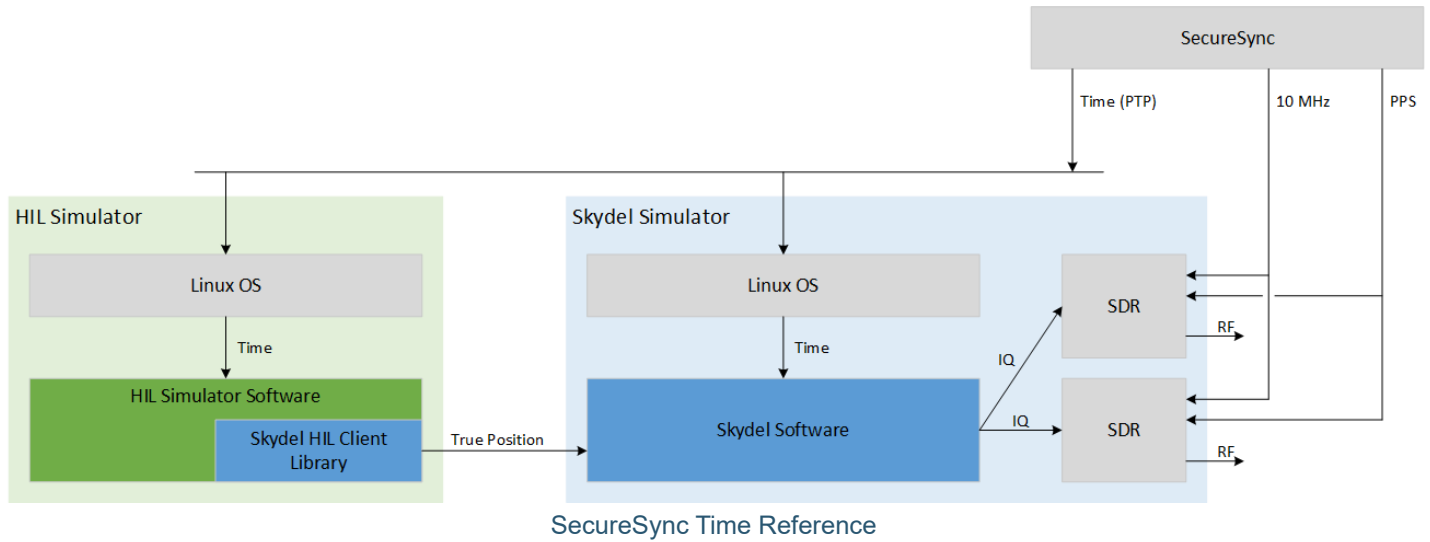 SecureSync
Time (PTP)
10 MHz
PPS
HIL Simulator
Skydel Simulator
Linux OS
Linux OS
SDR
RF
Time
Time
IQ
HIL Simulator Software
Skydel HIL Client
Library
True Position
Skydel Software
IQ
SDR
RF
SecureSync Time Reference